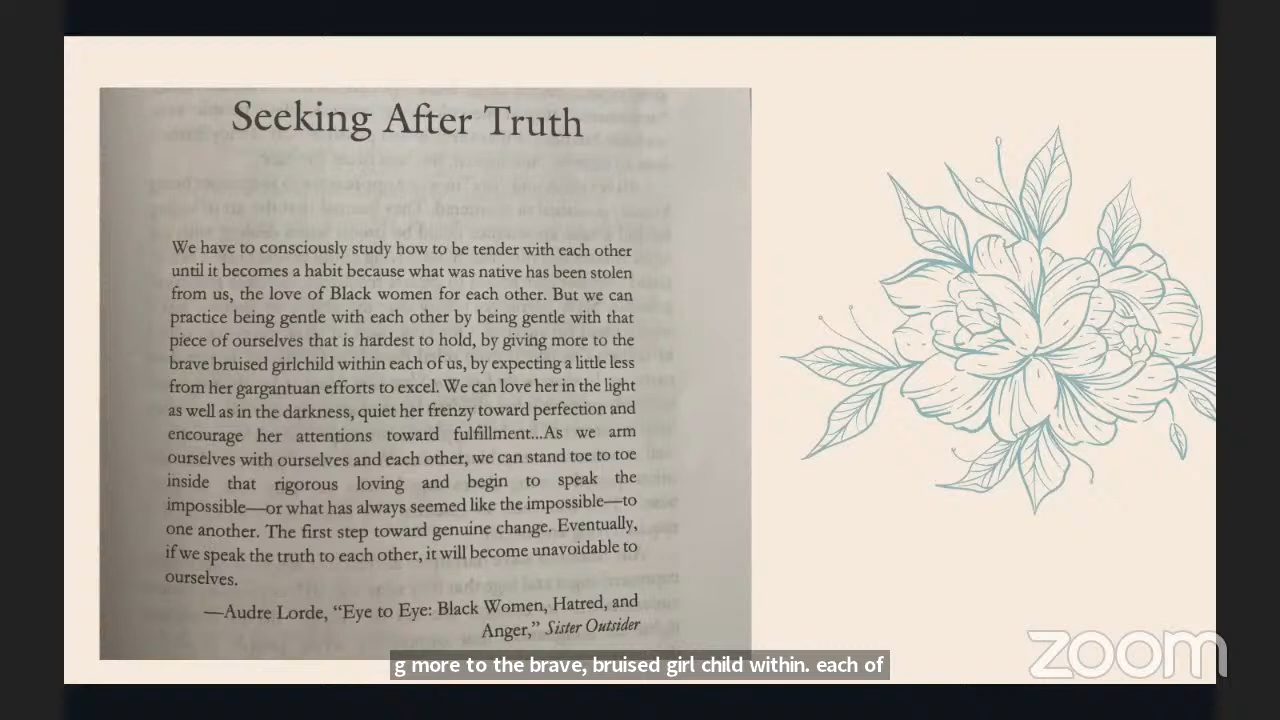 Seeking After Truth
We have to consciously study how to be tender with each other
until it becomes a habit because what was native has been stolen
from us, the love of Black women for each other. But we can
practice being gentle with each other by being gentle with that
piece of ourselves that is hardest to hold, by giving more to the
brave bruised girlchild within each of us, by expecting a little less
from her gargantuan efforts to excel. We can love her in the light
as well as in the darkness, quiet her frenzy toward perfection and
encourage her attentions toward fulfillment...As we arm
ourselves with ourselves and each other, we can stand toe to toe
inside that rigorous loving and begin to speak the
impossible—or what has always seemed like the impossible—to
one another. The first step toward genuine change. Eventually,
if we speak the truth to each other, it will become unavoidable to
ourselves.
—Audre Lorde, “Eye to Eye: Black Women, Hatred, and
Anger,” Sister Outsider
g more to the brave, bruised girl child within. each of
zoom